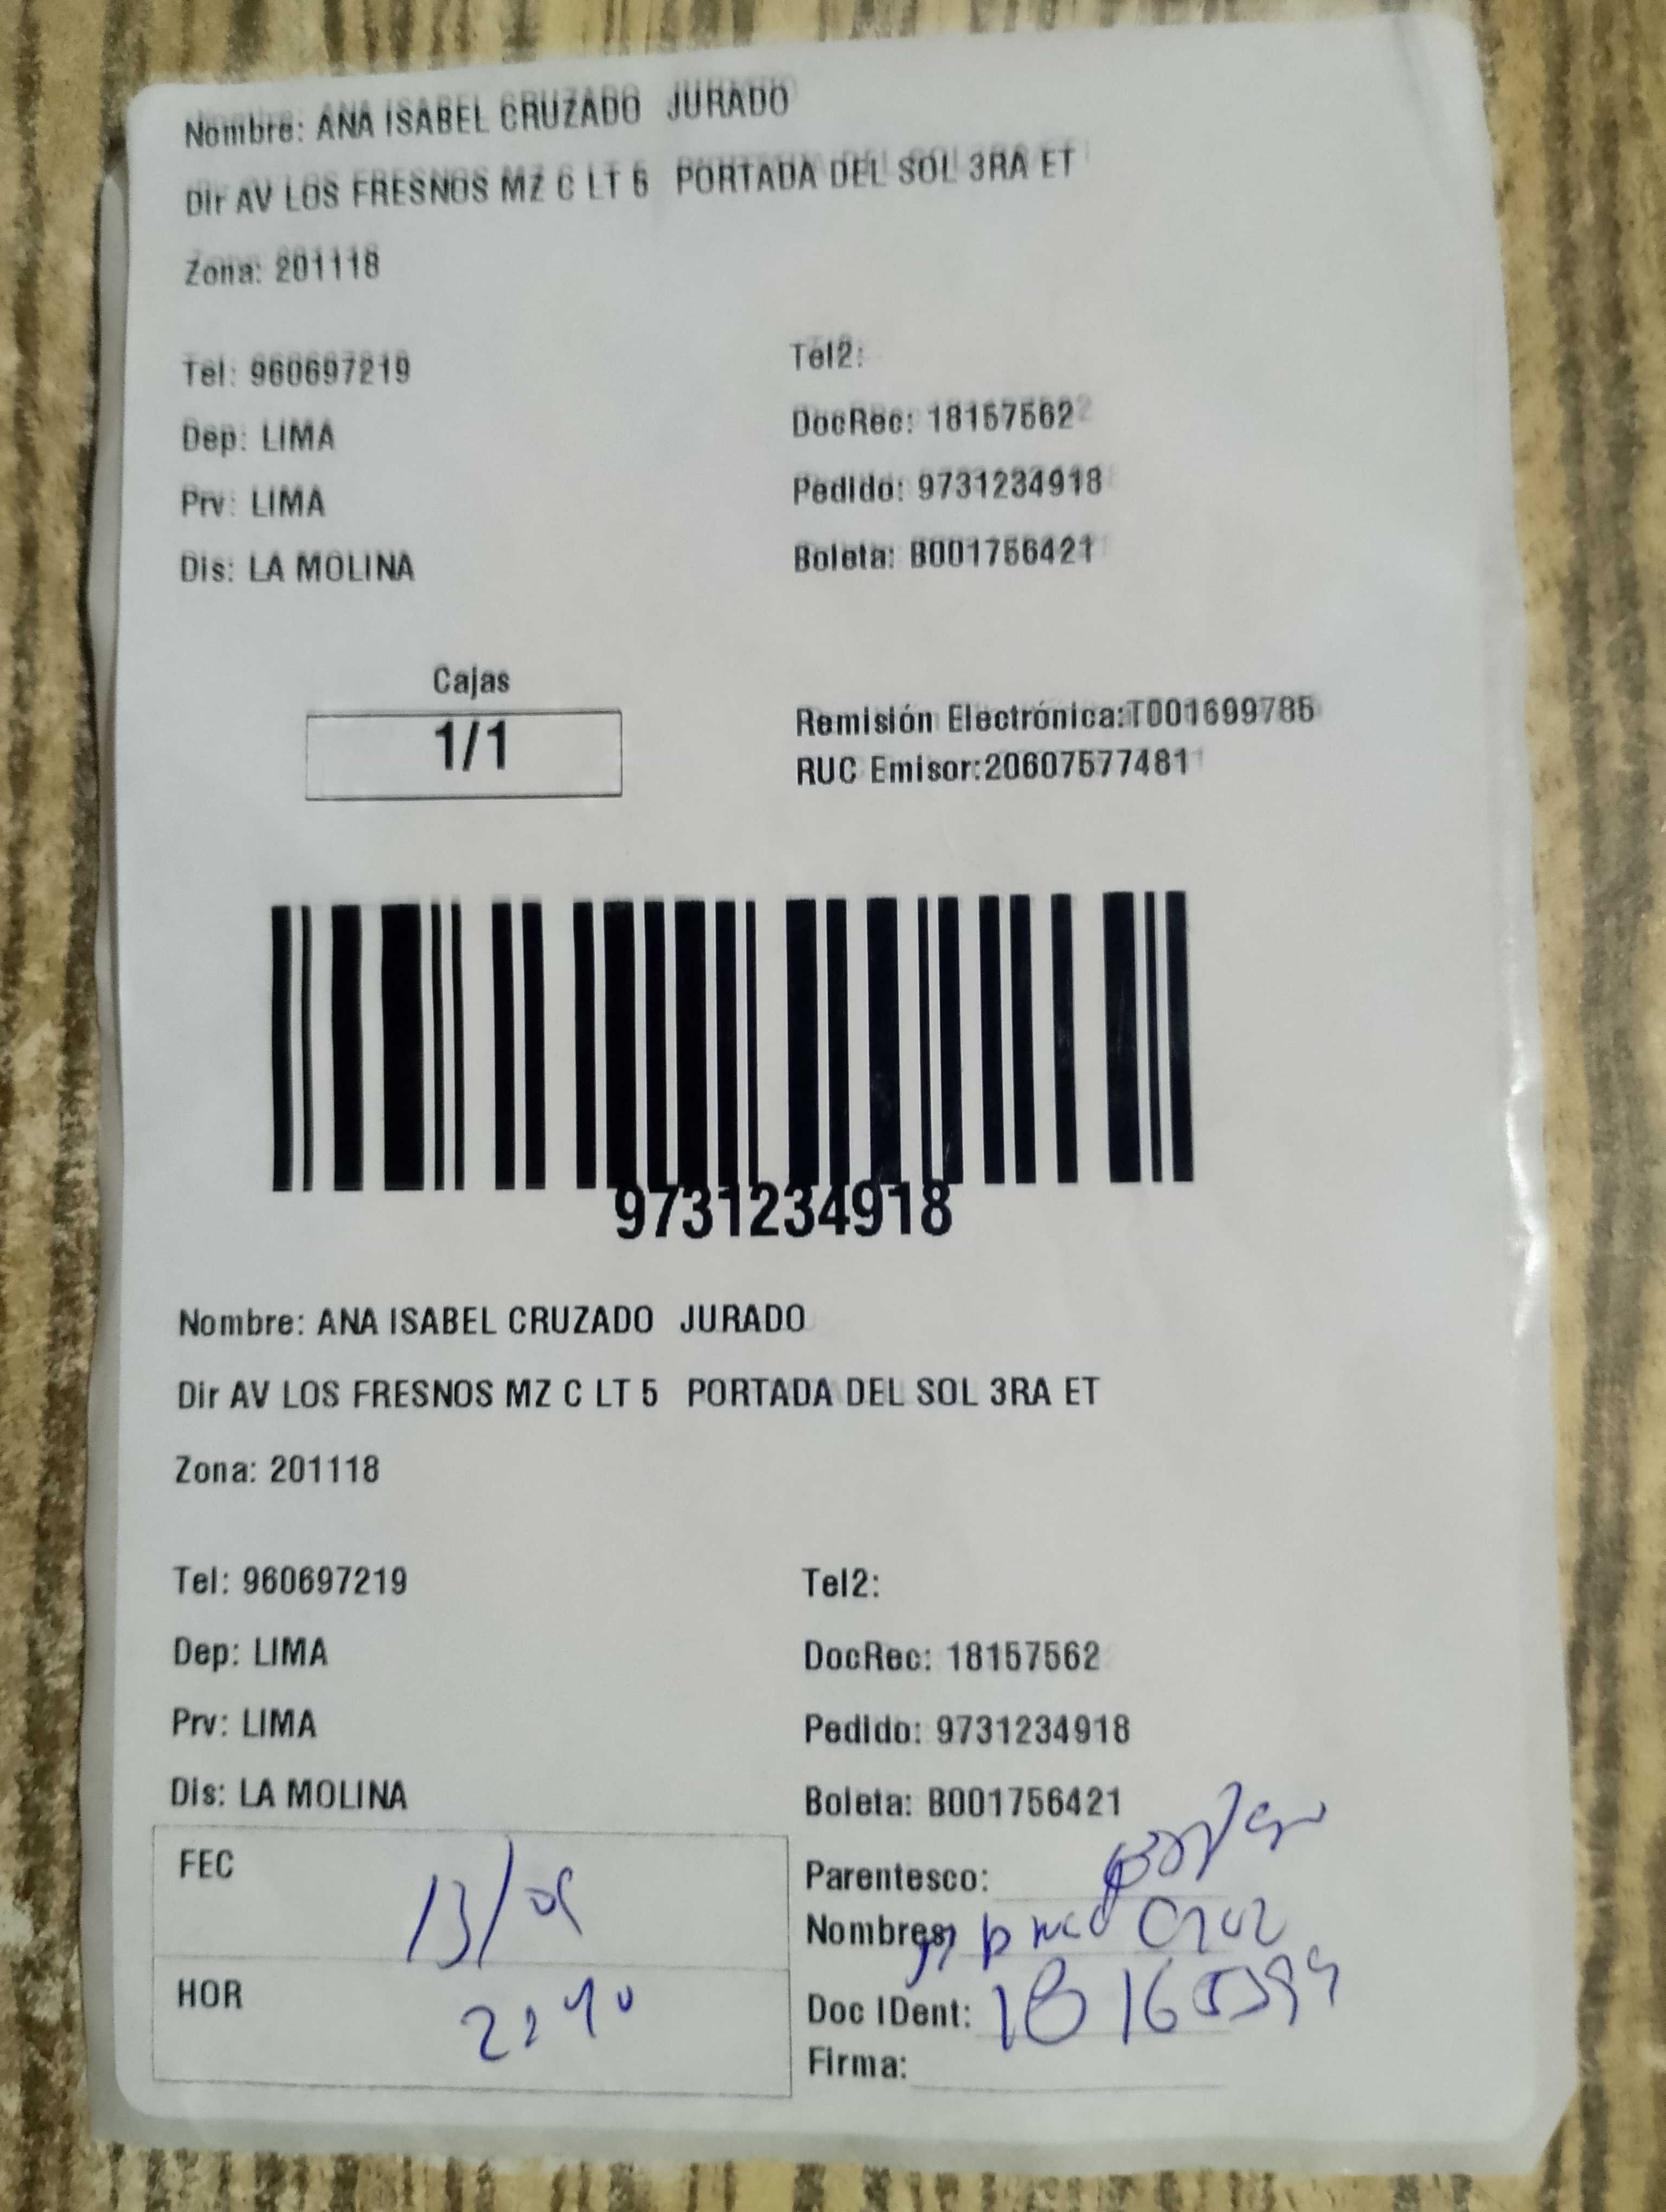 Nombre: ANA ISABEL CRUZADO JURADO
Dir AV LOS FRESNOS MZ C LT 5 PORTADA DEL SOL 3RA ET
Zona: 201118
Tel: 960697219 Tel2:
Dep: LIMA DocRec: 18157562
Prv: LIMA Pedido: 9731234918
Dis: LA MOLINA Boleta: B001756421
Cajas
1/1
Remisión Electrónica:T001699785
RUC Emisor:20607577481
9731234918
Nombre: ANA ISABEL CRUZADO JURADO
Dir AV LOS FRESNOS MZ C LT 5 PORTADA DEL SOL 3RA ET
Zona: 201118
Tel: 960697219 Tel2:
Dep: LIMA DocRec: 18157562
Prv: LIMA Pedido: 9731234918
Dis: LA MOLINA Boleta: B001756421
FEC
HOR
Parentesco:
Nombres:
Doc IDent:
Firma: